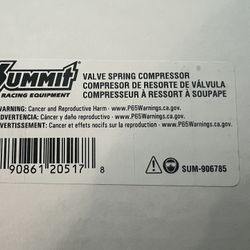 Summit
RACING EQUIPMENT
VALVE SPRING COMPRESSOR
COMPRESOR DE RESORTE DE VÁLVULA
COMPRESSEUR À RESSORT À SOUPAPE
WARNING: Cancer and Reproductive Harm - www.P65Warnings.ca.gov.
ADVERTENCIA: Cáncer y daño reproductivo - www.P65Warnings.ca.gov.
AVERTISSEMENT: Cancer et effets nocifs sur la reproduction - www.P65Warnings.ca.gov.
90861 20517 8
SUM-906785